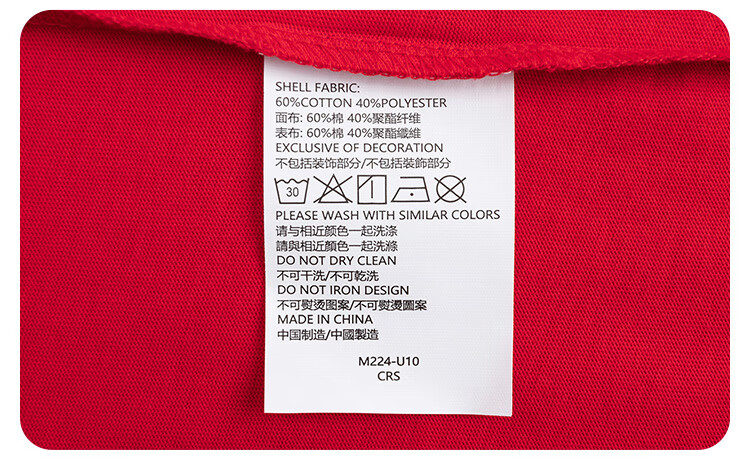 SHELL FABRIC:
60%COTTON 40%POLYESTER
面布: 60%棉 40%聚酯纤维
表布: 60%棉 40%聚酯纖維
EXCLUSIVE OF DECORATION
不包括装饰部分/不包括裝飾部分
30
PLEASE WASH WITH SIMILAR COLORS
请与相近颜色一起洗涤
請與相近顏色一起洗滌
DO NOT DRY CLEAN
不可干洗/不可乾洗
DO NOT IRON DESIGN
不可熨烫图案/不可熨燙圖案
MADE IN CHINA
中国制造/中國製造
M224-U10
CRS